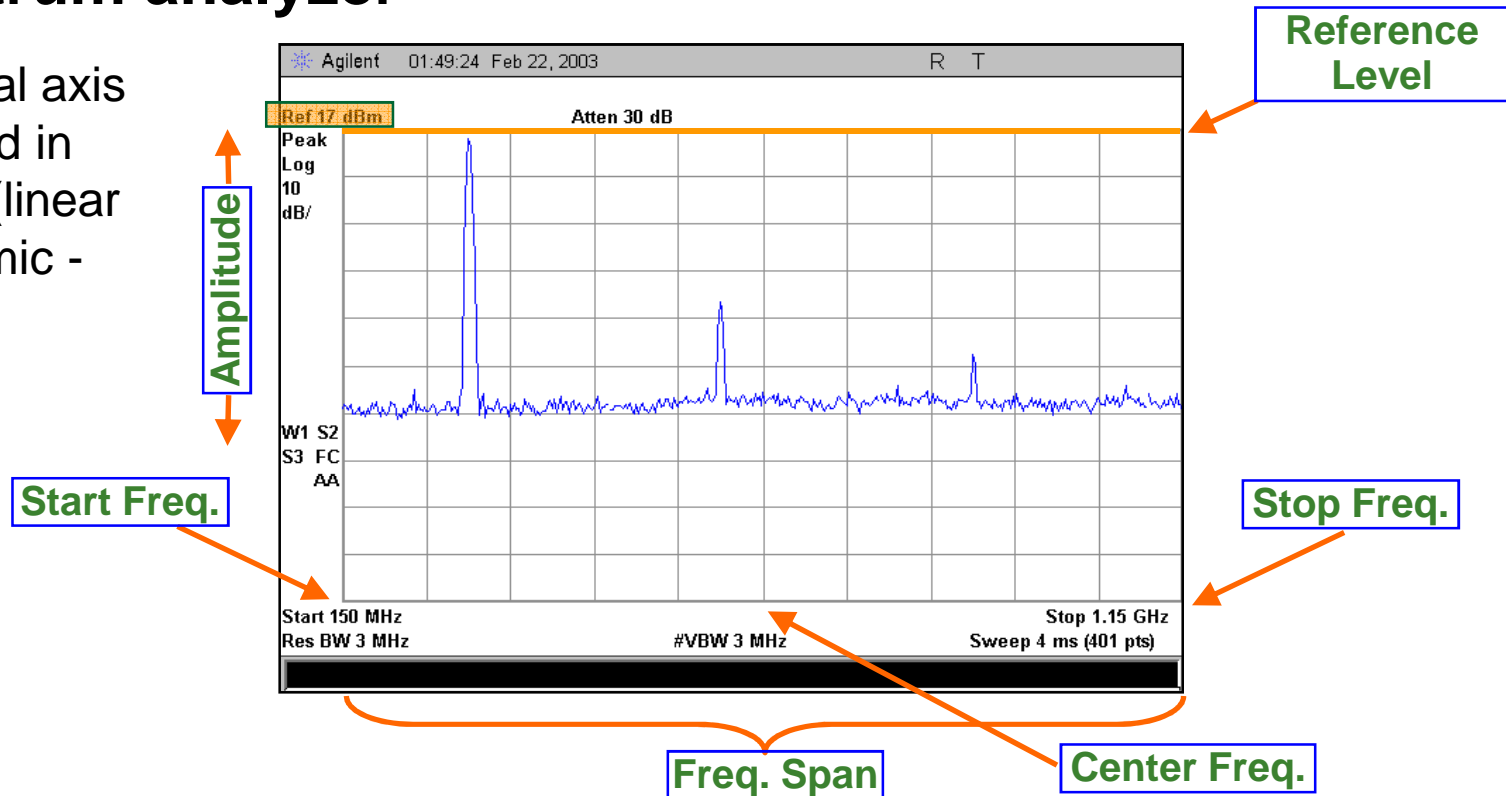 analyzer
Reference
Level
Agilent 01:49:24 Feb 22, 2003 R T
al axis
d in
(linear
nic -
Ref 17 dBm Atten 30 dB
Peak
Log
10
dB/
Amplitude
W1 S2
S3 FC
AA
Start Freq.
Stop Freq.
Start 150 MHz Stop 1.15 GHz
Res BW 3 MHz #VBW 3 MHz Sweep 4 ms (401 pts)
Freq. Span
Center Freq.